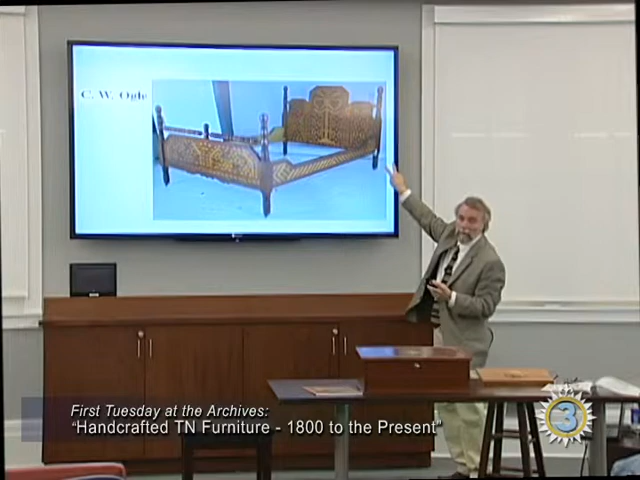 C. W. Ogle
First Tuesday at the Archives:
"Handcrafted TN Furniture - 1800 to the Present"
3